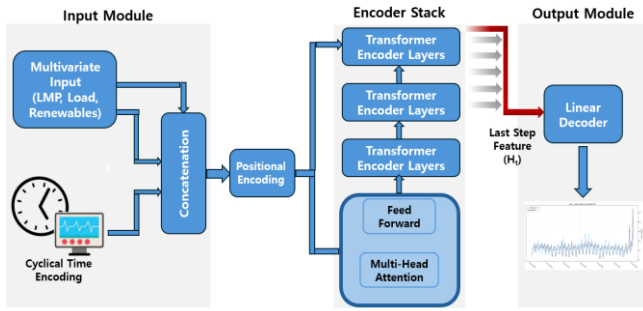 Input Module
Encoder Stack
Output Module
Multivariate
Input
(LMP, Load,
Renewables)
Concatenation
Cyclical Time
Encoding
Positional
Encoding
Transformer
Encoder Layers
Transformer
Encoder Layers
Transformer
Encoder Layers
Feed
Forward
Multi-Head
Attention
Last Step
Feature
(Hₜ)
Linear
Decoder